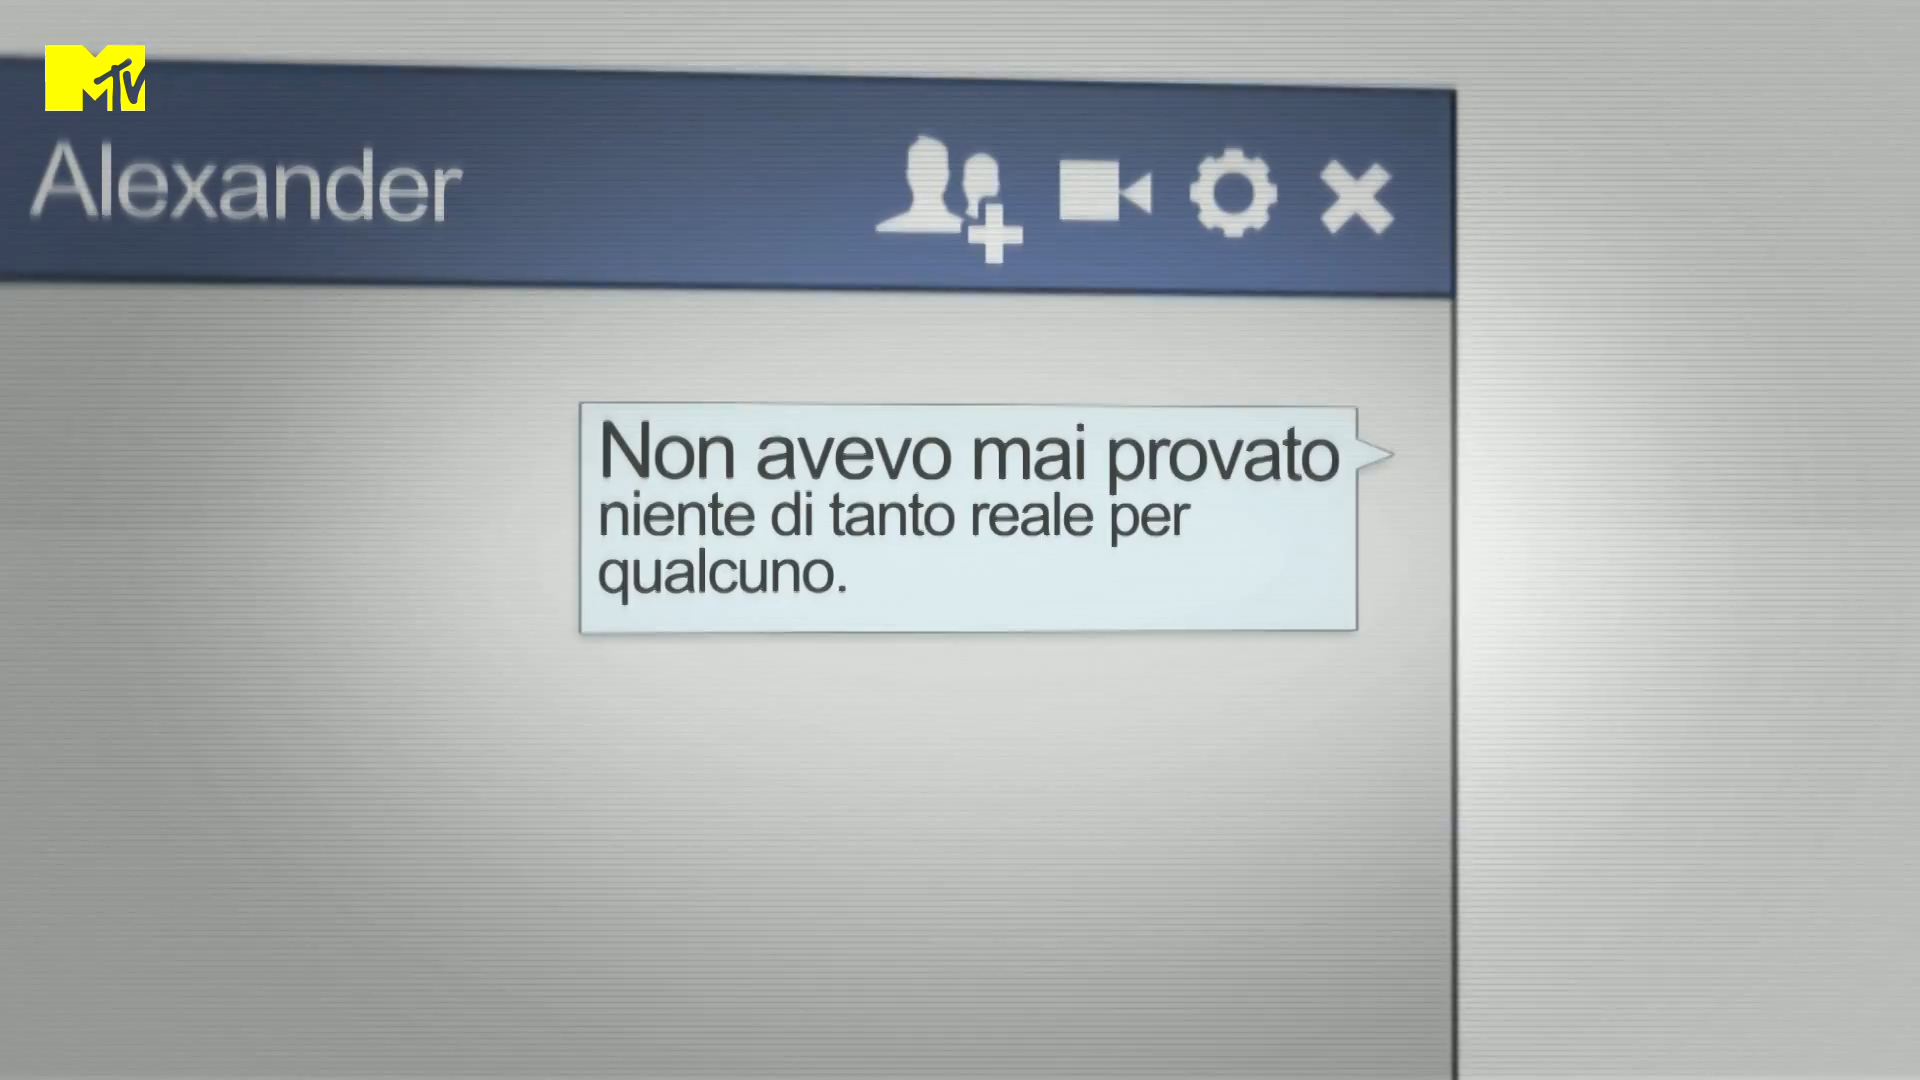 MTV
Alexander
Non avevo mai provato
niente di tanto reale per
qualcuno.